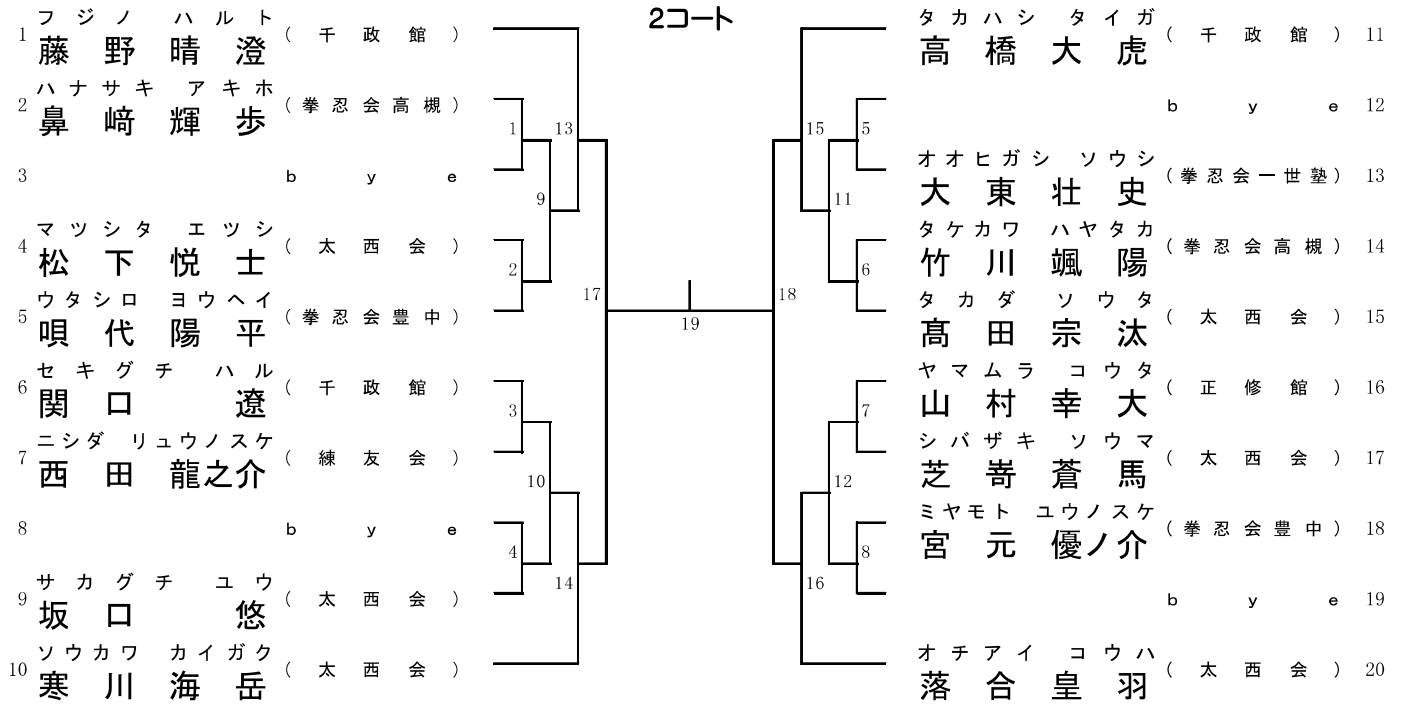 2コート
フジノ ハルト
1 藤野晴澄 (千政館)
ハナサキ アキホ
2 鼻﨑輝歩 (拳忍会高槻)
3 bye
マツシタ エツシ
4 松下悦士 (太西会)
ウタシロ ヨウヘイ
5 唄代陽平 (拳忍会豊中)
セキグチ ハル
6 関口 遼 (千政館)
ニシダ リュウノスケ
7 西田龍之介 (練友会)
8 bye
サカグチ ユウ
9 坂口 悠 (太西会)
ソウカワ カイガク
10 寒川海岳 (太西会)
1
13
9
2
17
3
10
4
14
19
15
5
11
6
18
7
12
8
16
タカハシ タイガ
高橋大虎 (千政館) 11
bye 12
オオヒガシ ソウシ
大東壮史 (拳忍会一世塾) 13
タケカワ ハヤタカ
竹川颯陽 (拳忍会高槻) 14
タカダ ソウタ
髙田宗汰 (太西会) 15
ヤマムラ コウタ
山村幸大 (正修館) 16
シバザキ ソウマ
芝嵜蒼馬 (太西会) 17
ミヤモト ユウノスケ
宮元優ノ介 (拳忍会豊中) 18
bye 19
オチアイ コウハ
落合皇羽 (太西会) 20